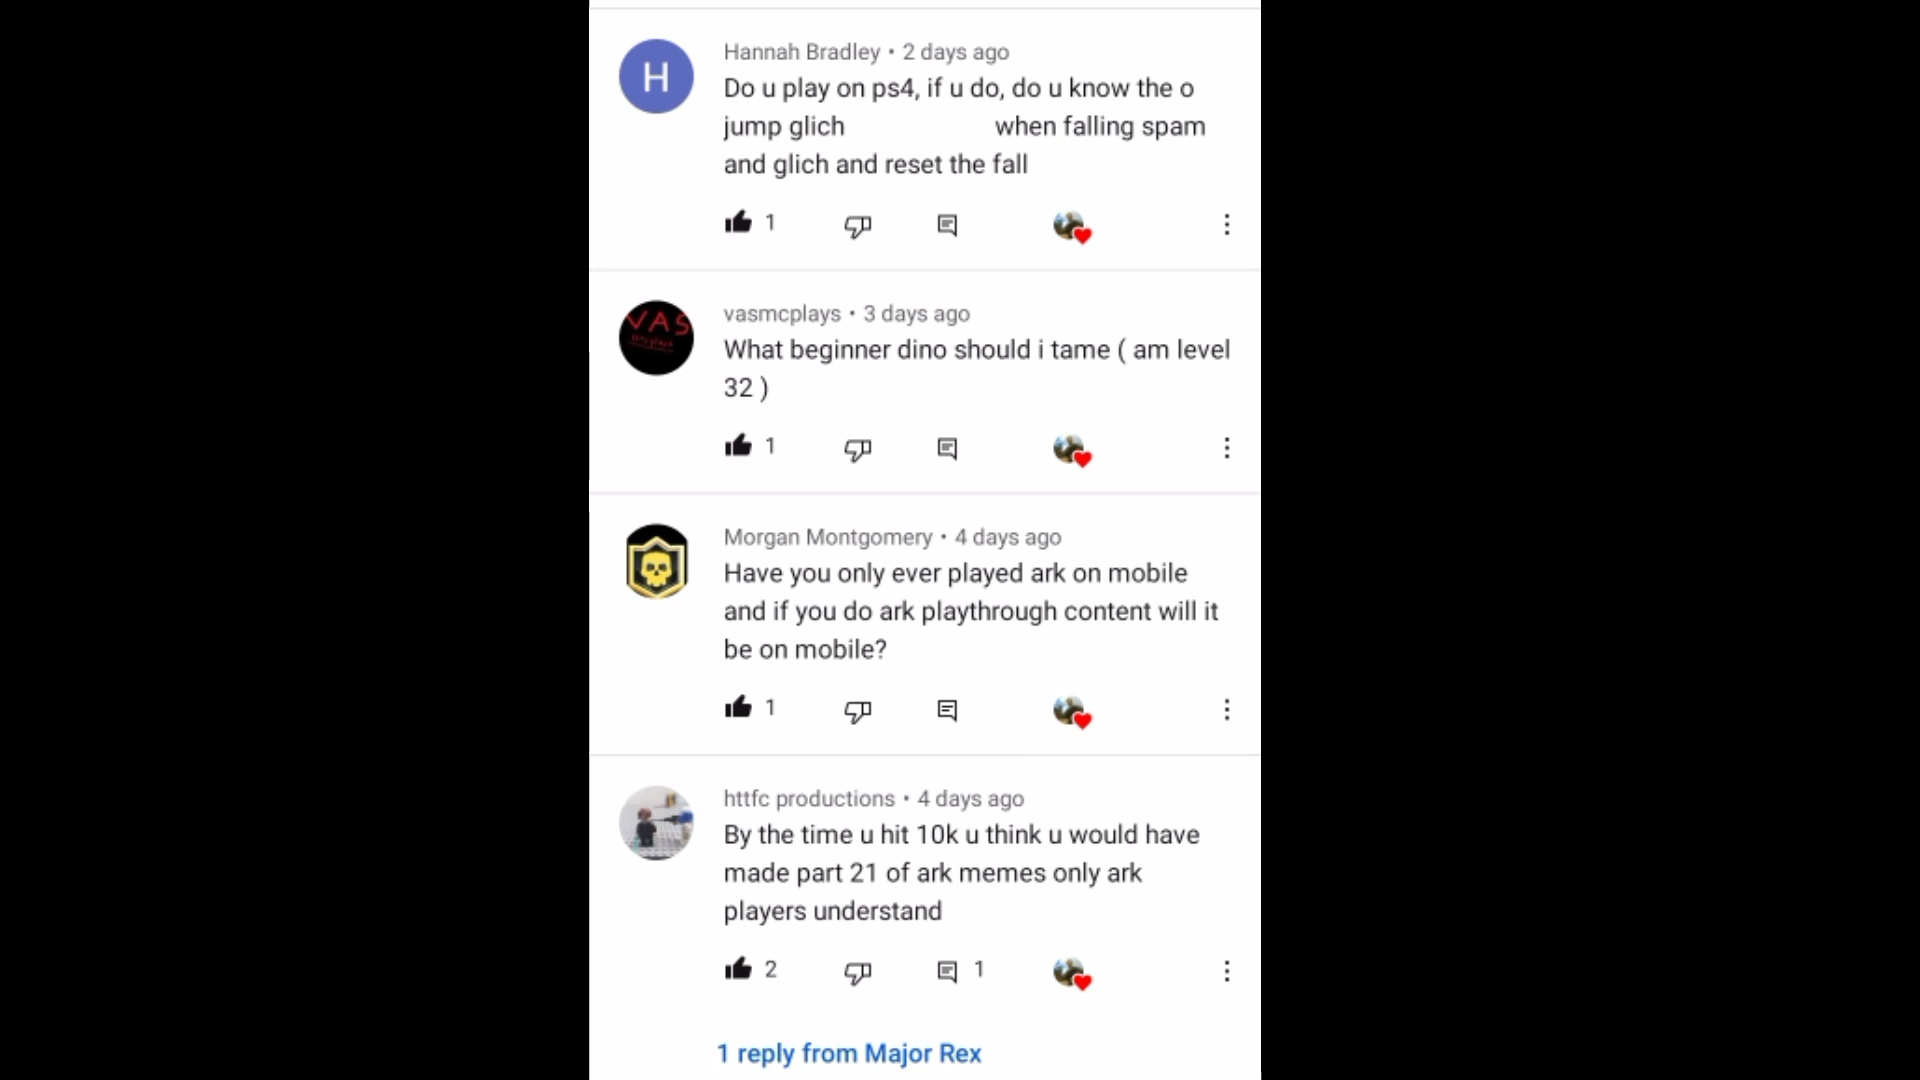 H
Hannah Bradley • 2 days ago
Do u play on ps4, if u do, do u know the o
jump glich when falling spam
and glich and reset the fall
1
VAS
vasmcplays • 3 days ago
What beginner dino should i tame ( am level
32 )
1
Morgan Montgomery • 4 days ago
Have you only ever played ark on mobile
and if you do ark playthrough content will it
be on mobile?
1
httfc productions • 4 days ago
By the time u hit 10k u think u would have
made part 21 of ark memes only ark
players understand
2 1
1 reply from Major Rex